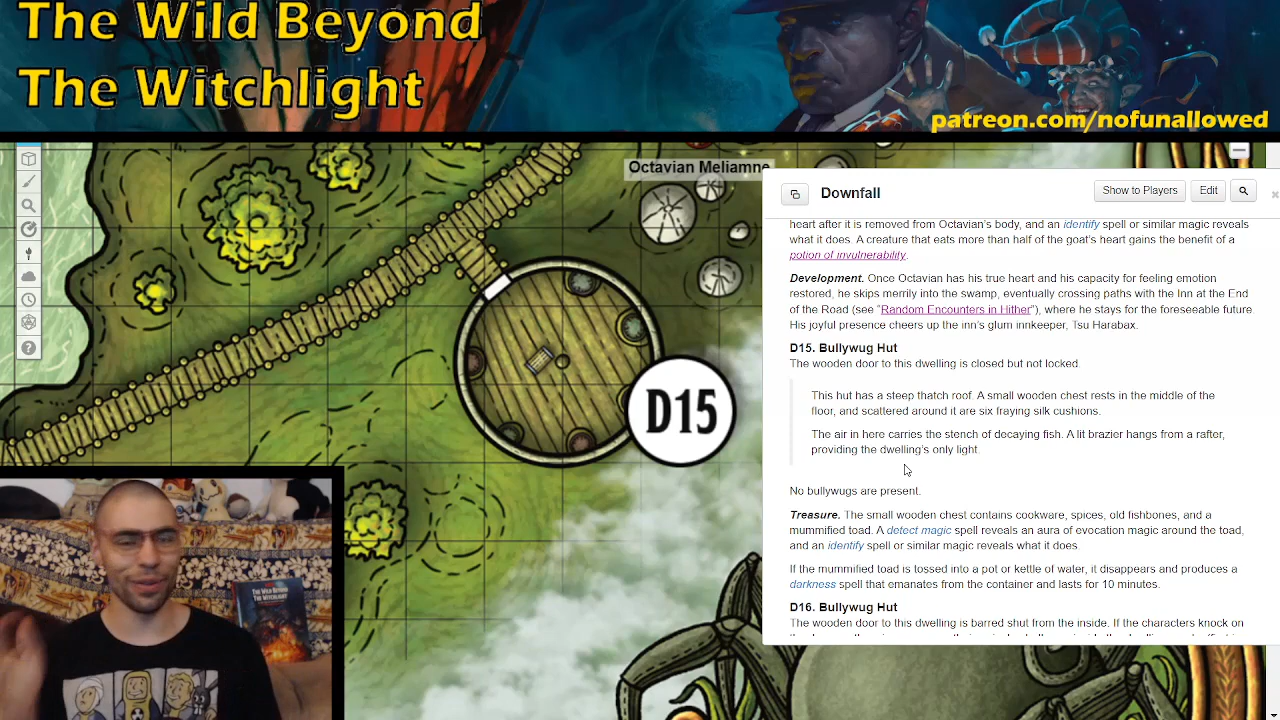 The Wild Beyond
The Witchlight
patreon.com/nofunallowed
Octavian Meliamne
D15
Downfall
Show to Players
Edit
heart after it is removed from Octavian's body, and an identify spell or similar magic reveals
what it does. A creature that eats more than half of the goat's heart gains the benefit of a
potion of invulnerability.
Development. Once Octavian has his true heart and his capacity for feeling emotion
restored, he skips merrily into the swamp, eventually crossing paths with the Inn at the End
of the Road (see "Random Encounters in Hither"), where he stays for the foreseeable future
His joyful presence cheers up the inn's glum innkeeper, Tsu Harabax.
D15. Bullywug Hut
The wooden door to this dwelling is closed but not locked.
This hut has a steep thatch roof. A small wooden chest rests in the middle of the
floor, and scattered around it are six fraying silk cushions.
The air in here carries the stench of decaying fish. A lit brazier hangs from a rafter,
providing the dwelling's only light.
No bullywugs are present.
Treasure. The small wooden chest contains cookware, spices, old fishbones, and a
mummified toad. A detect magic spell reveals an aura of evocation magic around the toad,
and an identify spell or similar magic reveals what it does.
If the mummified toad is tossed into a pot or kettle of water, it disappears and produces a
darkness spell that emanates from the container and lasts for 10 minutes.
D16. Bullywug Hut
The wooden door to this dwelling is barred shut from the inside. If the characters knock on
THE WILD BEYOND
THE WITCHLIGHT